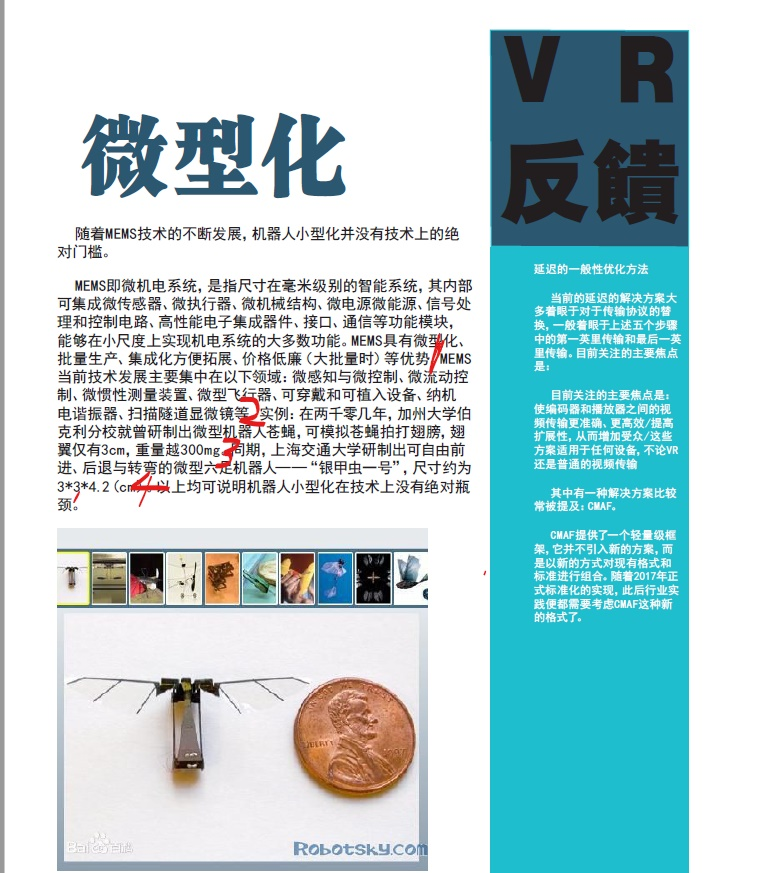 微型化
随着MEMS技术的不断发展，机器人小型化并没有技术上的绝
对门槛。
MEMS即微机电系统，是指尺寸在毫米级别的智能系统，其内部
可集成微传感器、微执行器、微机械结构、微电源微能源、信号处
理和控制电路、高性能电子集成器件、接口、通信等功能模块，
能够在小尺度上实现机电系统的大多数功能。MEMS具有微型化、
批量生产、集成化方便拓展、价格低廉（大批量时）等优势 1 MEMS
当前技术发展主要集中在以下领域：微感知与微控制、微流动控
制、微惯性测量装置、微型飞行器、可穿戴和可植入设备、纳机
电谐振器、扫描隧道显微镜等 2 实例：在两千零几年，加州大学伯
克利分校就曾研制出微型机器人苍蝇，可模拟苍蝇拍打翅膀，翅
翼仅有3cm，重量越300mg 3 同期，上海交通大学研制出可自由前
进、后退与转弯的微型六足机器人——“银甲虫一号”，尺寸约为
3*3*4.2(cm) 4 以上均可说明机器人小型化在技术上没有绝对瓶
颈。
Baidu百科
Robotsky.com
LIBERTY
VR
反饋
延迟的一般性优化方法
当前的延迟的解决方案大
多着眼于对于传输协议的替
换，一般着眼于上述五个步骤
中的第一英里传输和最后一英
里传输。目前关注的主要焦点
是：
目前关注的主要焦点是：
使编码器和播放器之间的视
频传输更准确、更高效/提高
扩展性，从而增加受众/这些
方案适用于任何设备，不论VR
还是普通的视频传输
其中有一种解决方案比较
常被提及：CMAF。
CMAF提供了一个轻量级框
架，它并不引入新的方案，而
是以新的方式对现有格式和
标准进行组合。随着2017年正
式标准化的实现，此后行业实
践便都需要考虑CMAF这种新
的格式了。